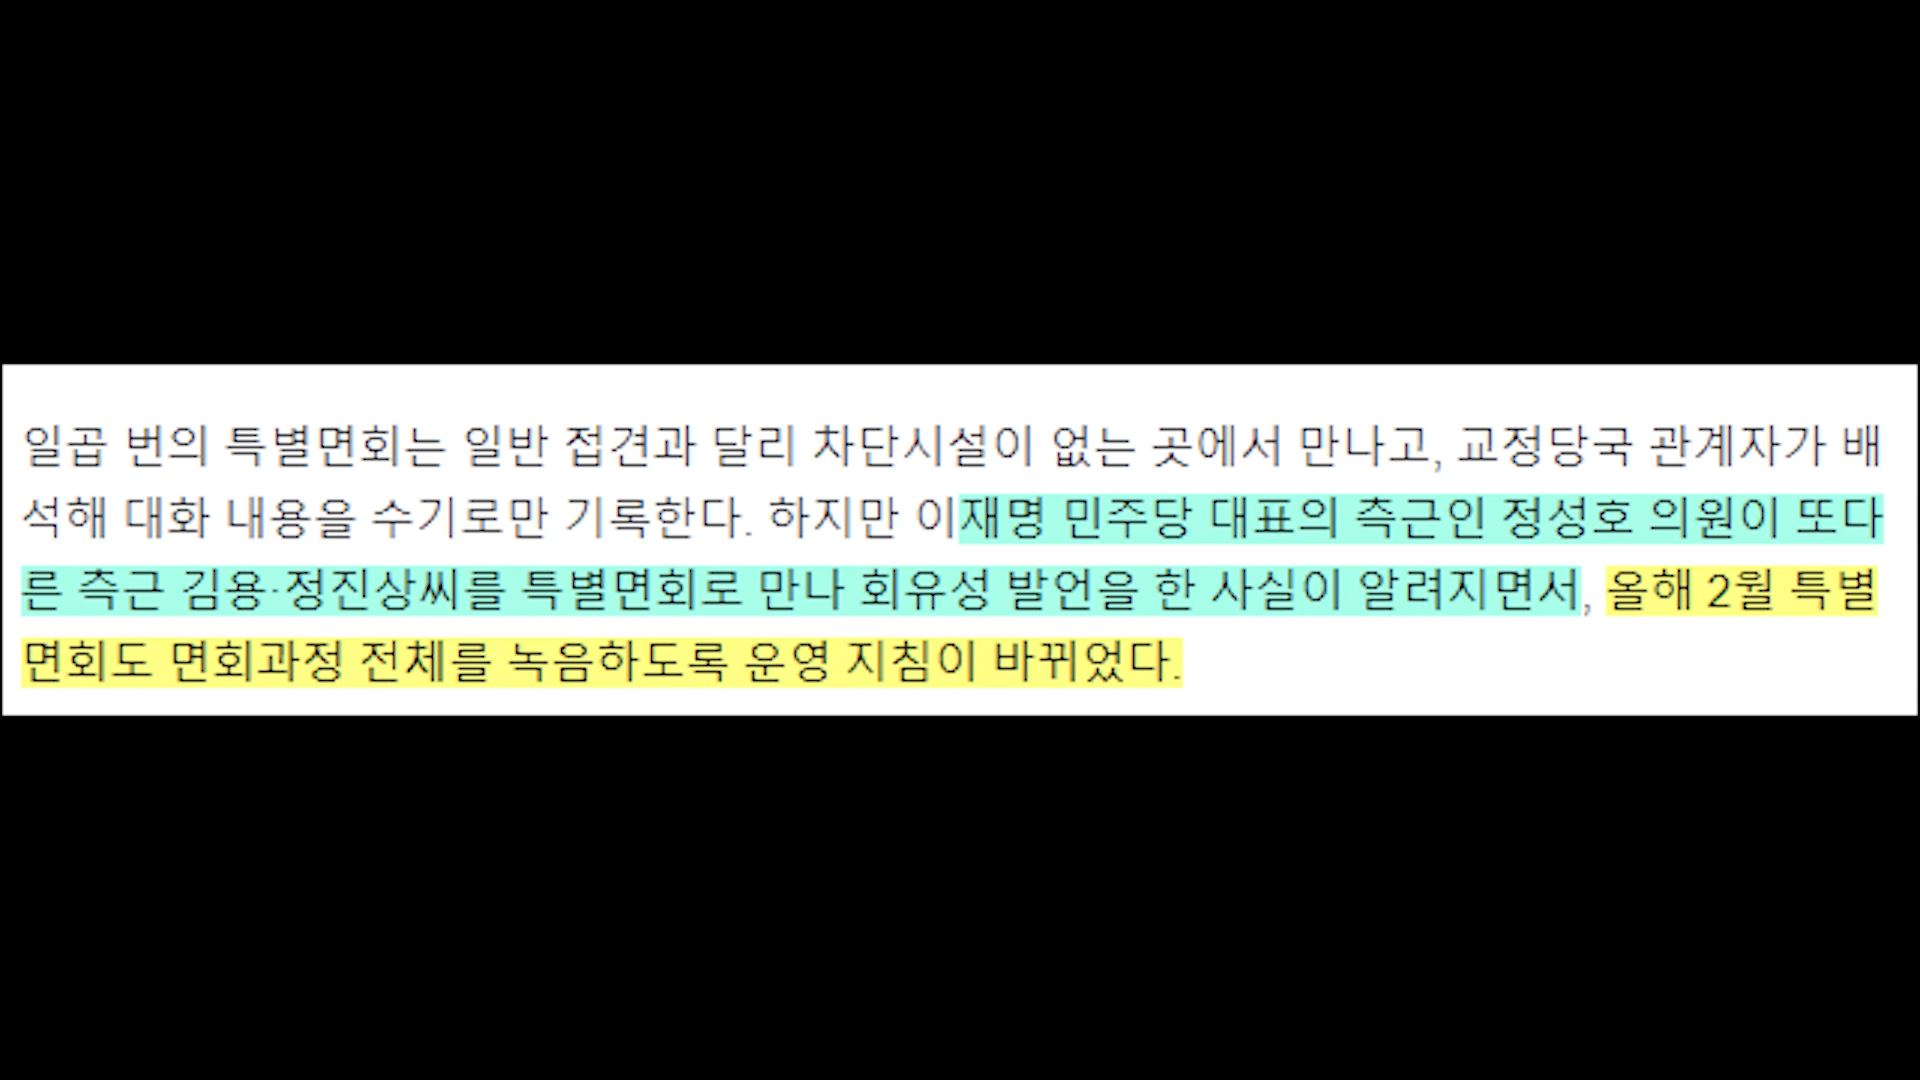 일곱 번의 특별면회는 일반 접견과 달리 차단시설이 없는 곳에서 만나고, 교정당국 관계자가 배
석해 대화 내용을 수기로만 기록한다. 하지만 이재명 민주당 대표의 측근인 정성호 의원이 또다
른 측근 김용·정진상씨를 특별면회로 만나 회유성 발언을 한 사실이 알려지면서, 올해 2월 특별
면회도 면회과정 전체를 녹음하도록 운영 지침이 바뀌었다.